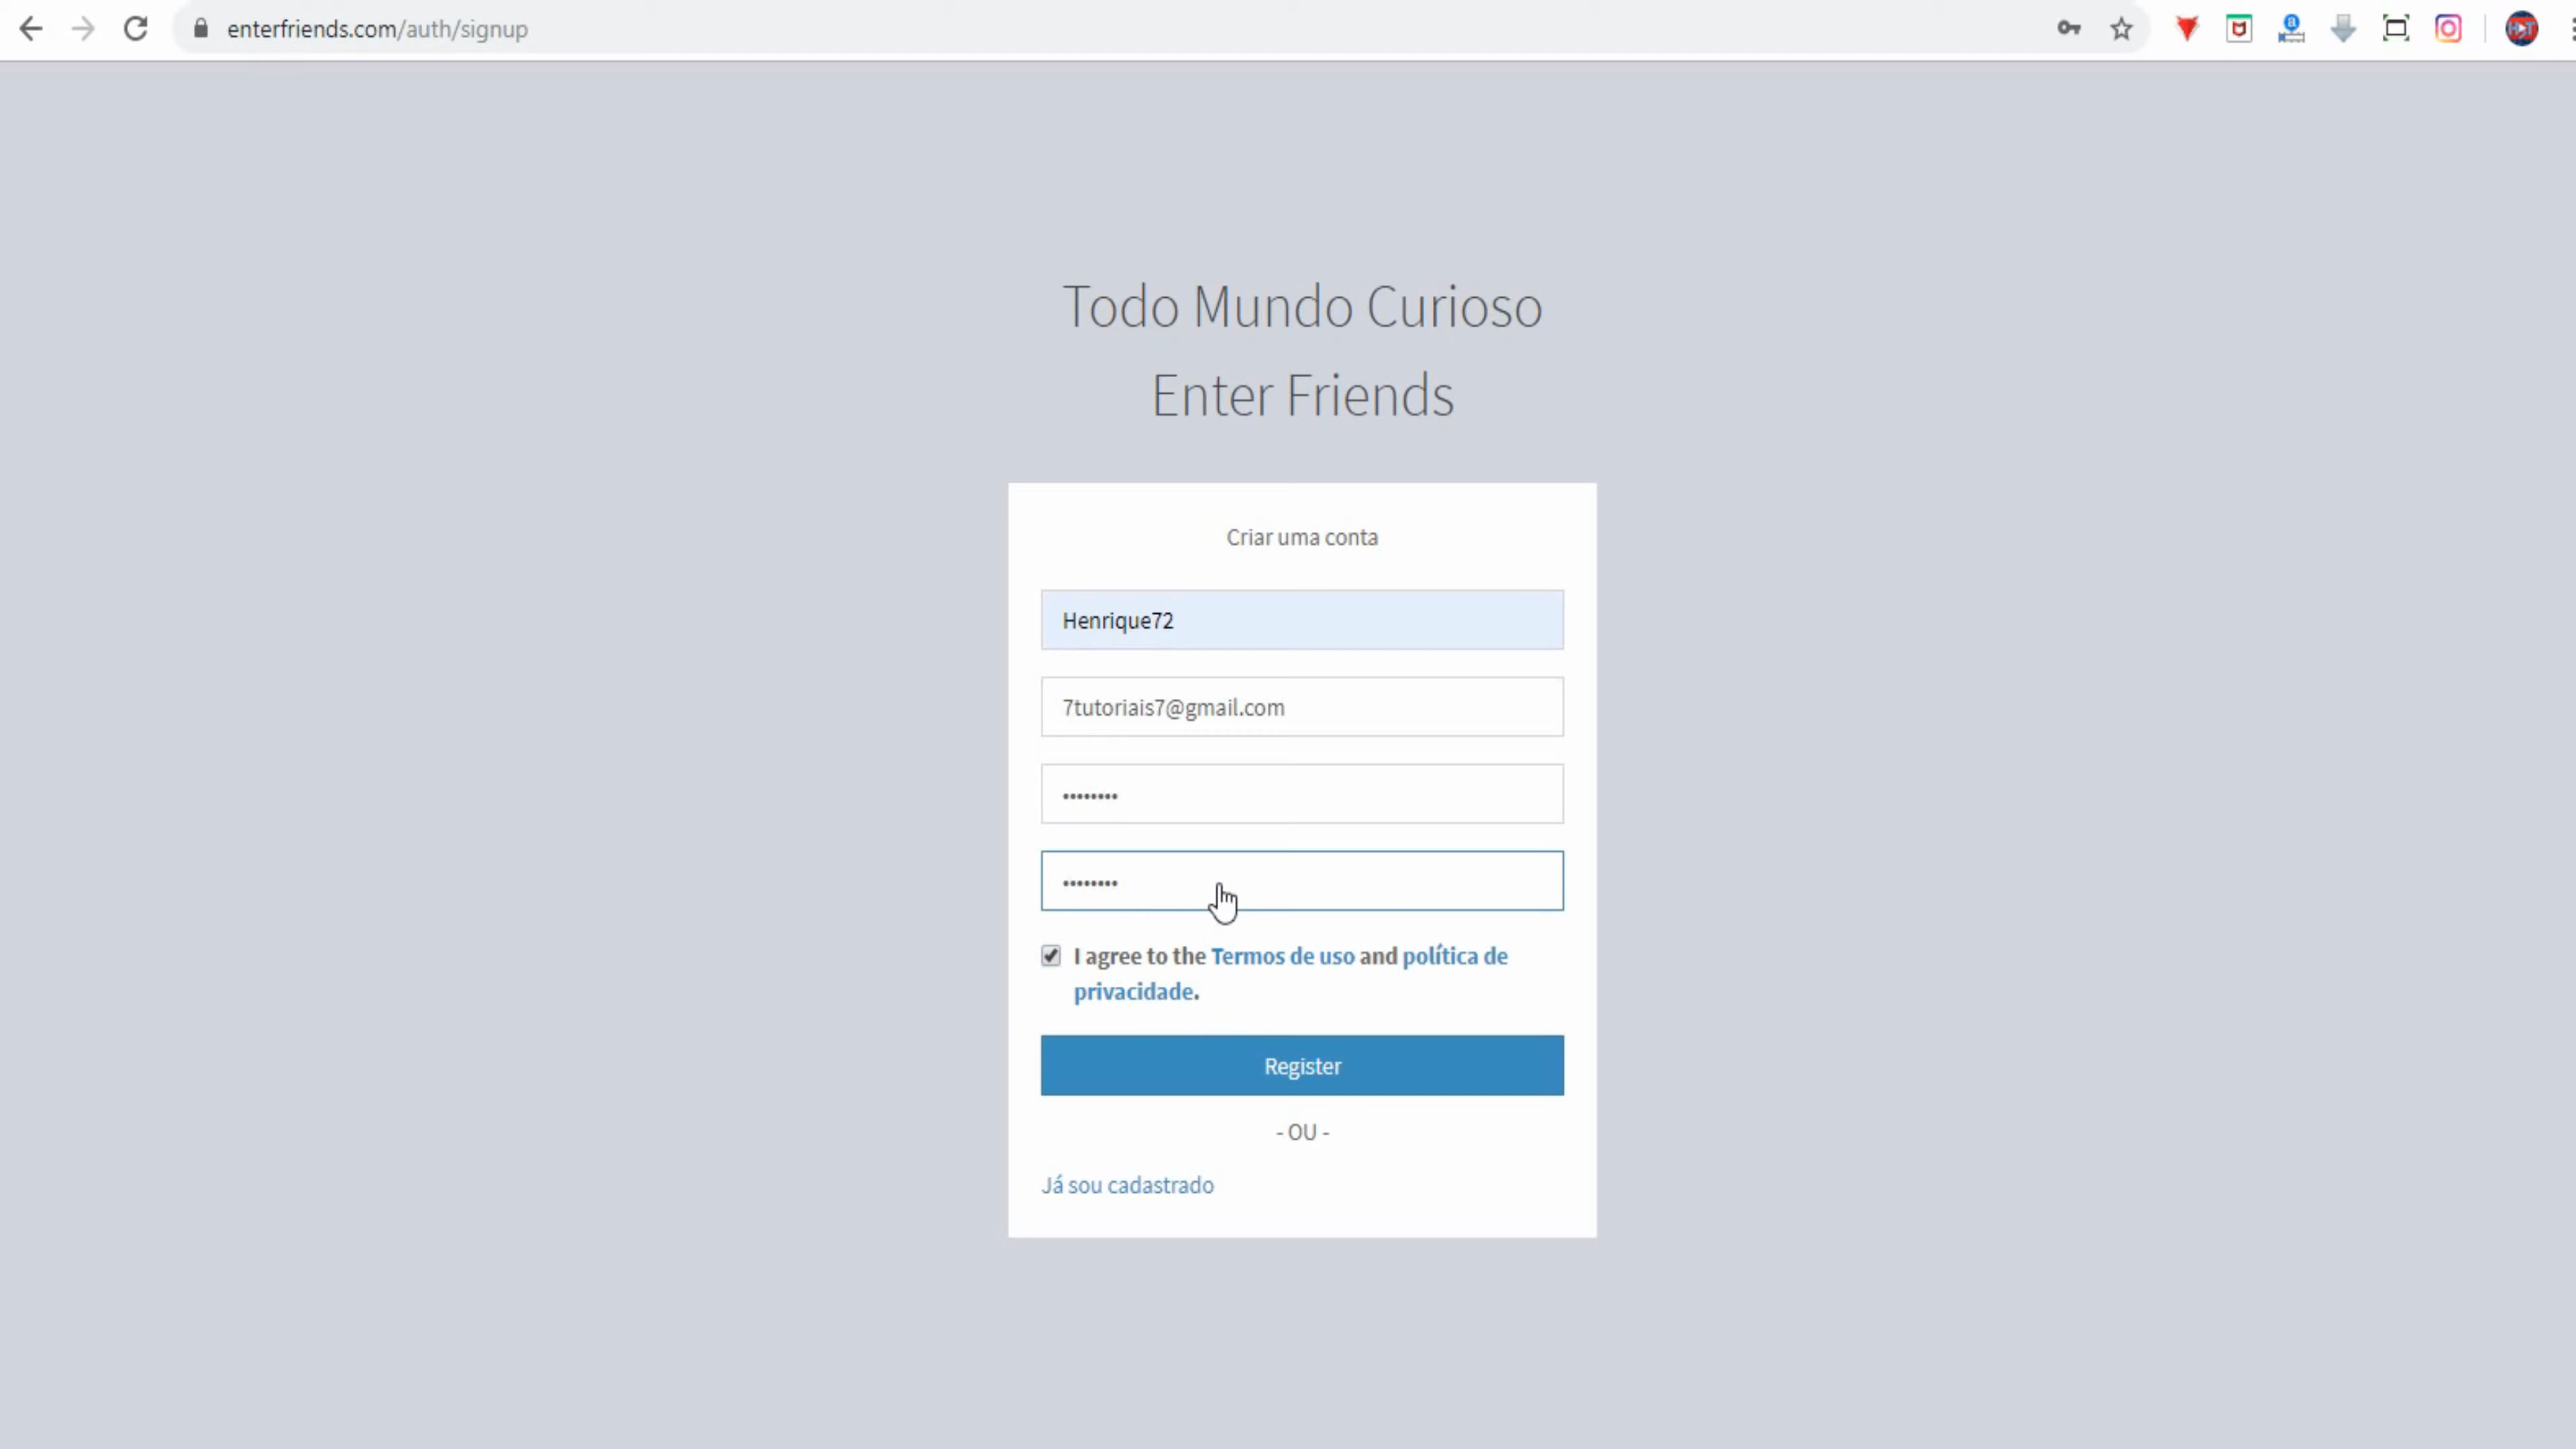 enterfriends.com/auth/signup
Todo Mundo Curioso
Enter Friends
Criar uma conta
Henrique72
7tutoriais7@gmail.com
••••••••
••••••••
I agree to the Termos de uso and política de
privacidade.
Register
- OU -
Já sou cadastrado